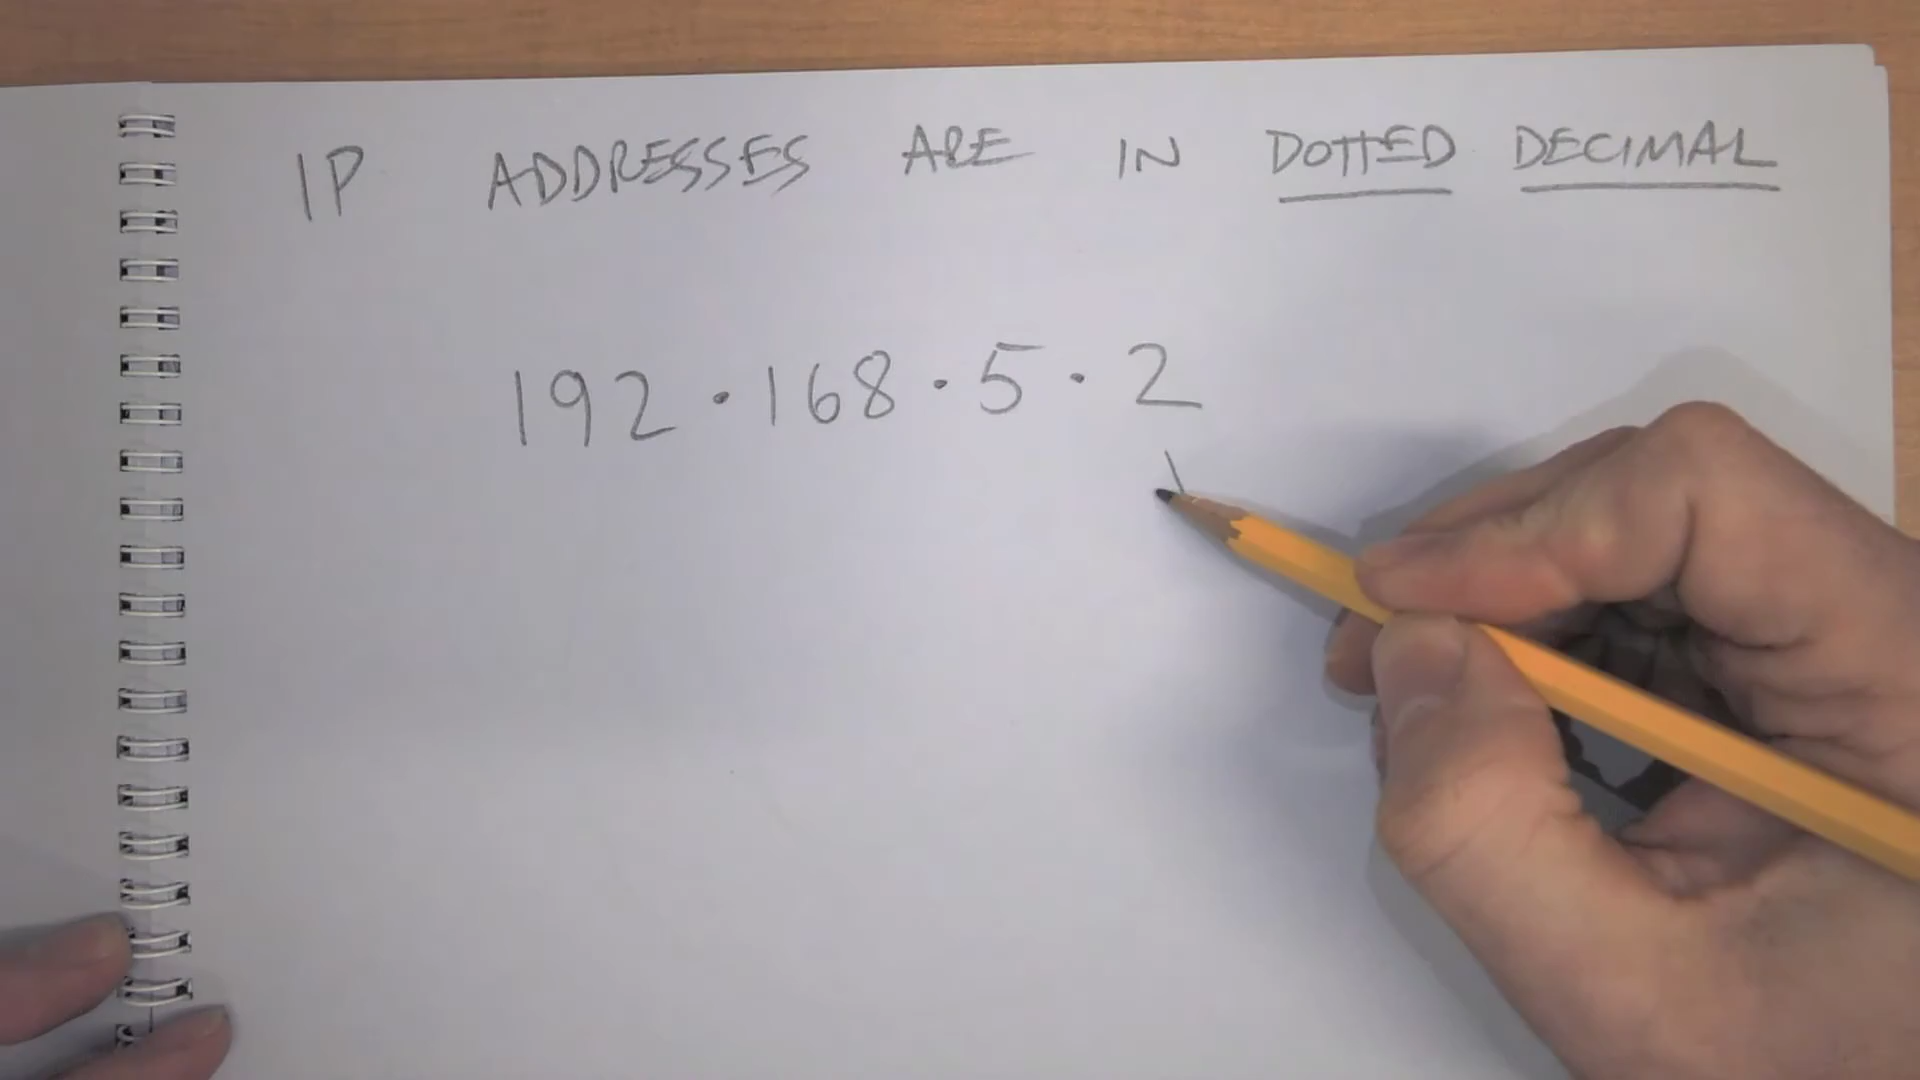 IP ADDRESSES ARE IN DOTTED DECIMAL
192.168.5.2